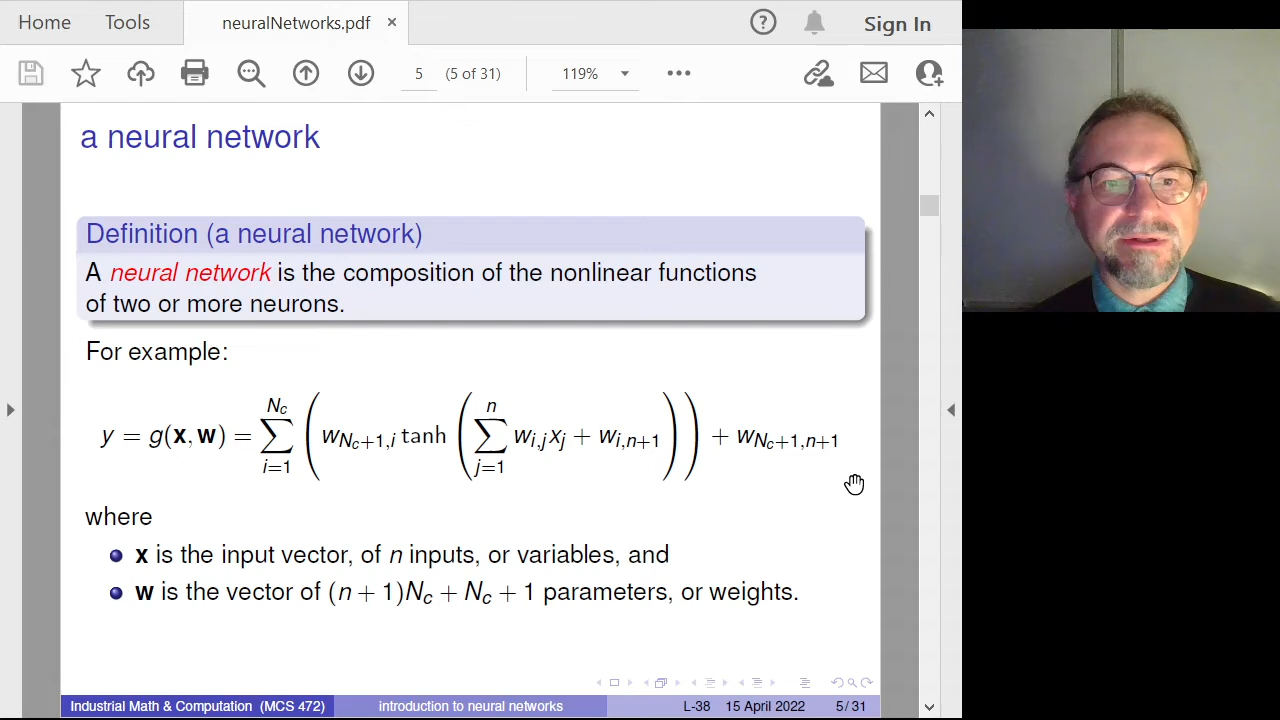 Home Tools neuralNetworks.pdf × Sign In
5 (5 of 31) 119%
a neural network
Definition (a neural network)
A neural network is the composition of the nonlinear functions
of two or more neurons.
For example:
y = g(x, w) = ∑_{i=1}^{N_c} ( w_{N_c+1,i} tanh ( ∑_{j=1}^{n} w_{i,j} x_j + w_{i,n+1} ) ) + w_{N_c+1,n+1}
where
x is the input vector, of n inputs, or variables, and
w is the vector of (n + 1)N_c + N_c + 1 parameters, or weights.
Industrial Math & Computation (MCS 472) introduction to neural networks L-38 15 April 2022 5 / 31